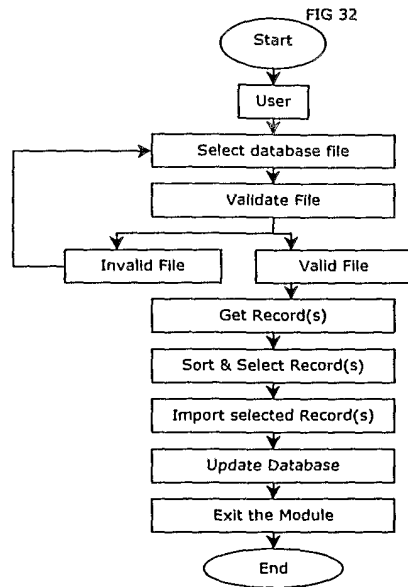 FIG 32
Start
User
Select database file
Validate File
Invalid File
Valid File
Get Record(s)
Sort & Select Record(s)
Import selected Record(s)
Update Database
Exit the Module
End